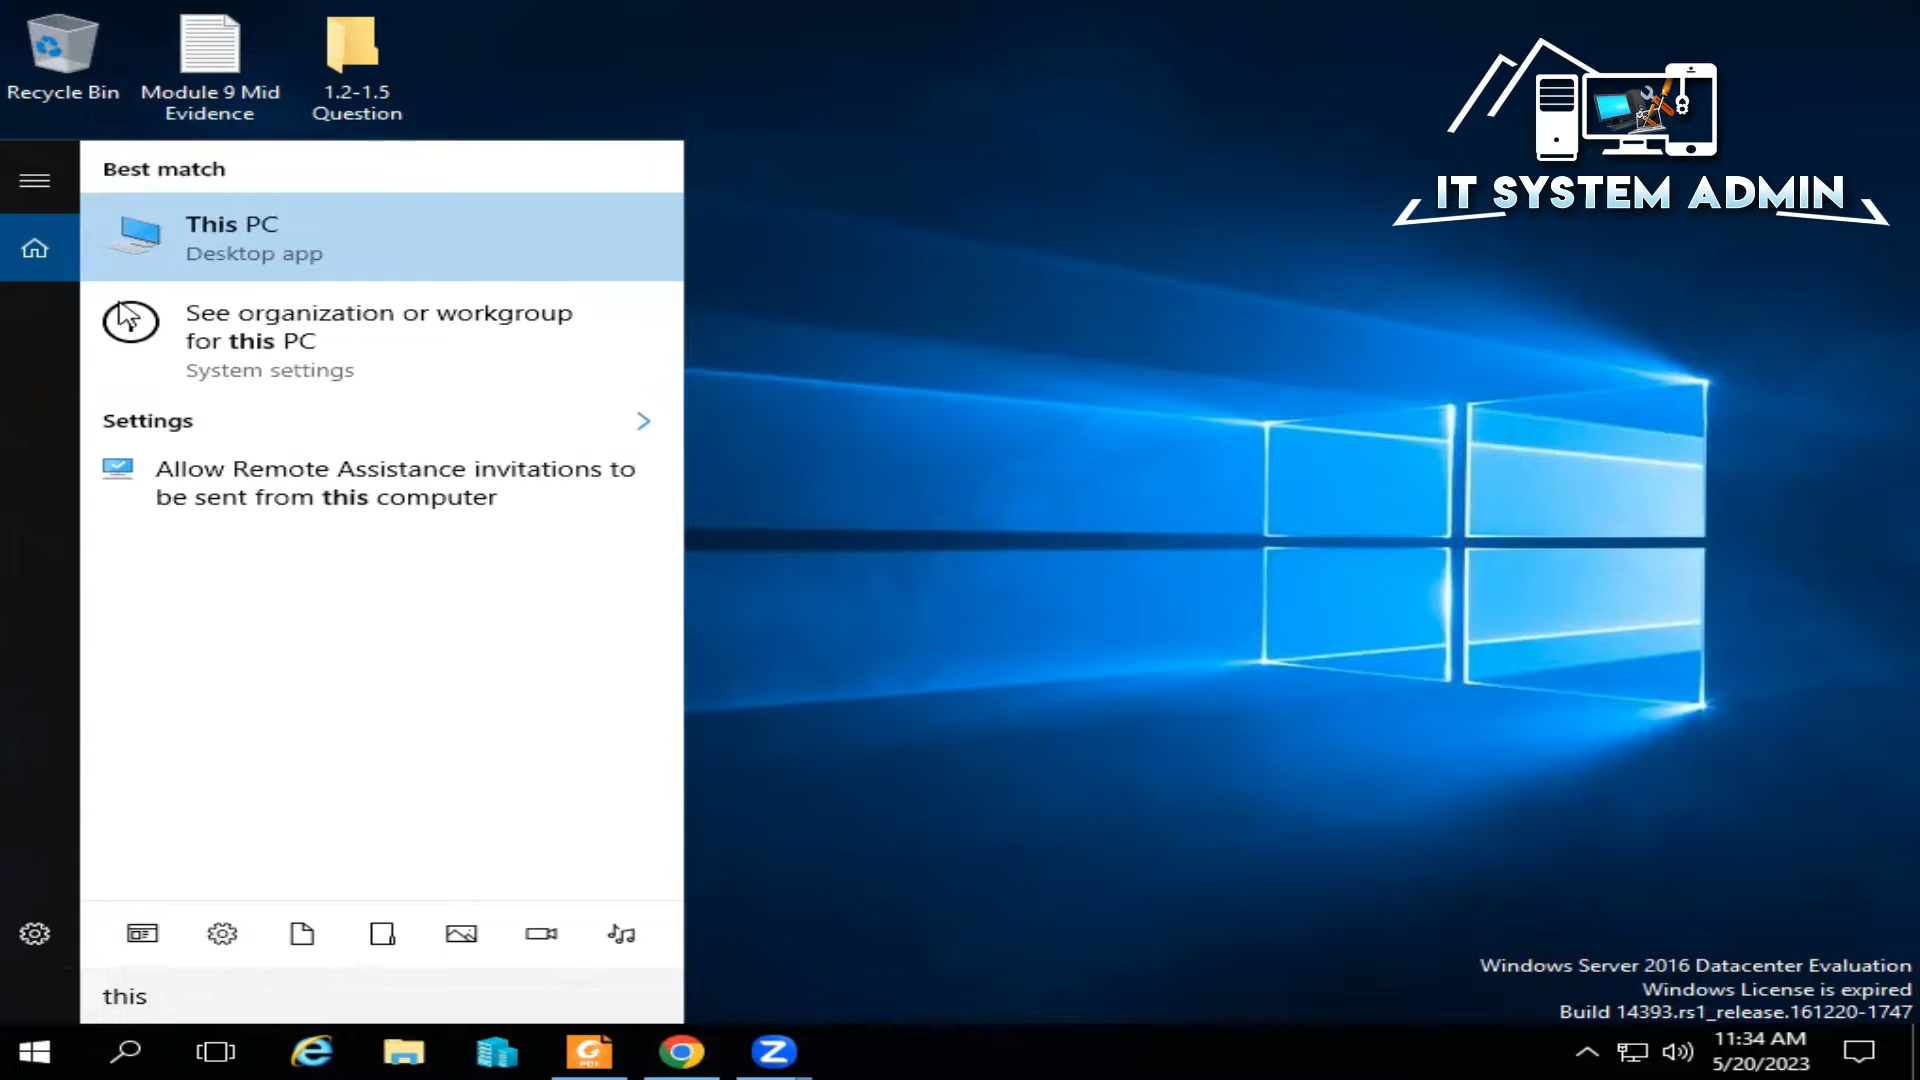 Recycle Bin
Module 9 Mid
Evidence
1.2-1.5
Question
IT SYSTEM ADMIN
Best match
This PC
Desktop app
See organization or workgroup
for this PC
System settings
Settings
Allow Remote Assistance invitations to
be sent from this computer
this
Windows Server 2016 Datacenter Evaluation
Windows License is expired
Build 14393.rs1_release.161220-1747
11:34 AM
5/20/2023